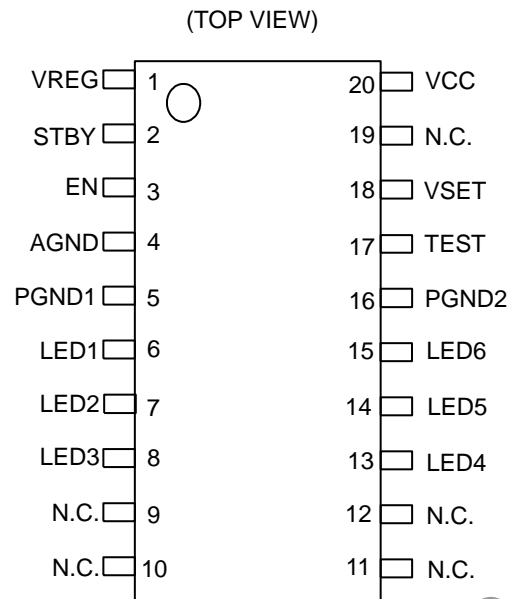 (TOP VIEW)
VREG 1 20 VCC
STBY 2 19 N.C.
EN 3 18 VSET
AGND 4 17 TEST
PGND1 5 16 PGND2
LED1 6 15 LED6
LED2 7 14 LED5
LED3 8 13 LED4
N.C. 9 12 N.C.
N.C. 10 11 N.C.